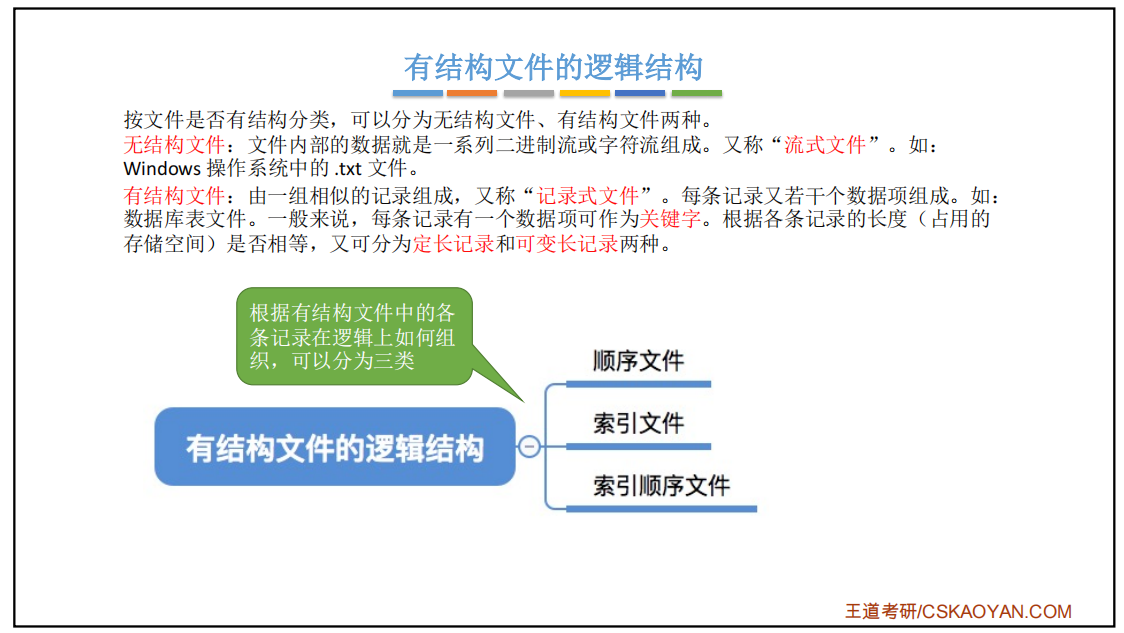 有结构文件的逻辑结构
按文件是否有结构分类，可以分为无结构文件、有结构文件两种。
无结构文件：文件内部的数据就是一系列二进制流或字符流组成。又称“流式文件”。如：
Windows 操作系统中的 .txt 文件。
有结构文件：由一组相似的记录组成，又称“记录式文件”。每条记录又若干个数据项组成。如：
数据库表文件。一般来说，每条记录有一个数据项可作为关键字。根据各条记录的长度（占用的
存储空间）是否相等，又可分为定长记录和可变长记录两种。
根据有结构文件中的各
条记录在逻辑上如何组
织，可以分为三类
有结构文件的逻辑结构
顺序文件
索引文件
索引顺序文件
王道考研/CSKAOYAN.COM